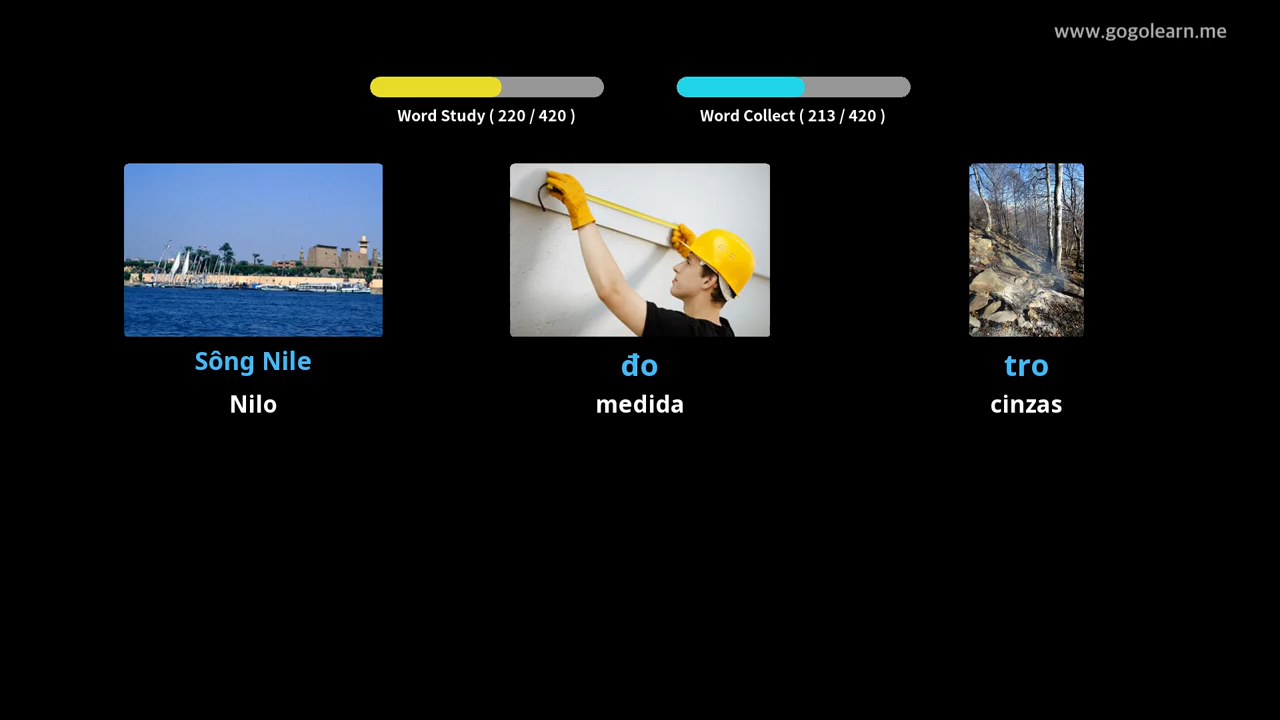 www.gogolearn.me
Word Study ( 220 / 420 )
Word Collect ( 213 / 420 )
Sông Nile
đo
tro
Nilo
medida
cinzas